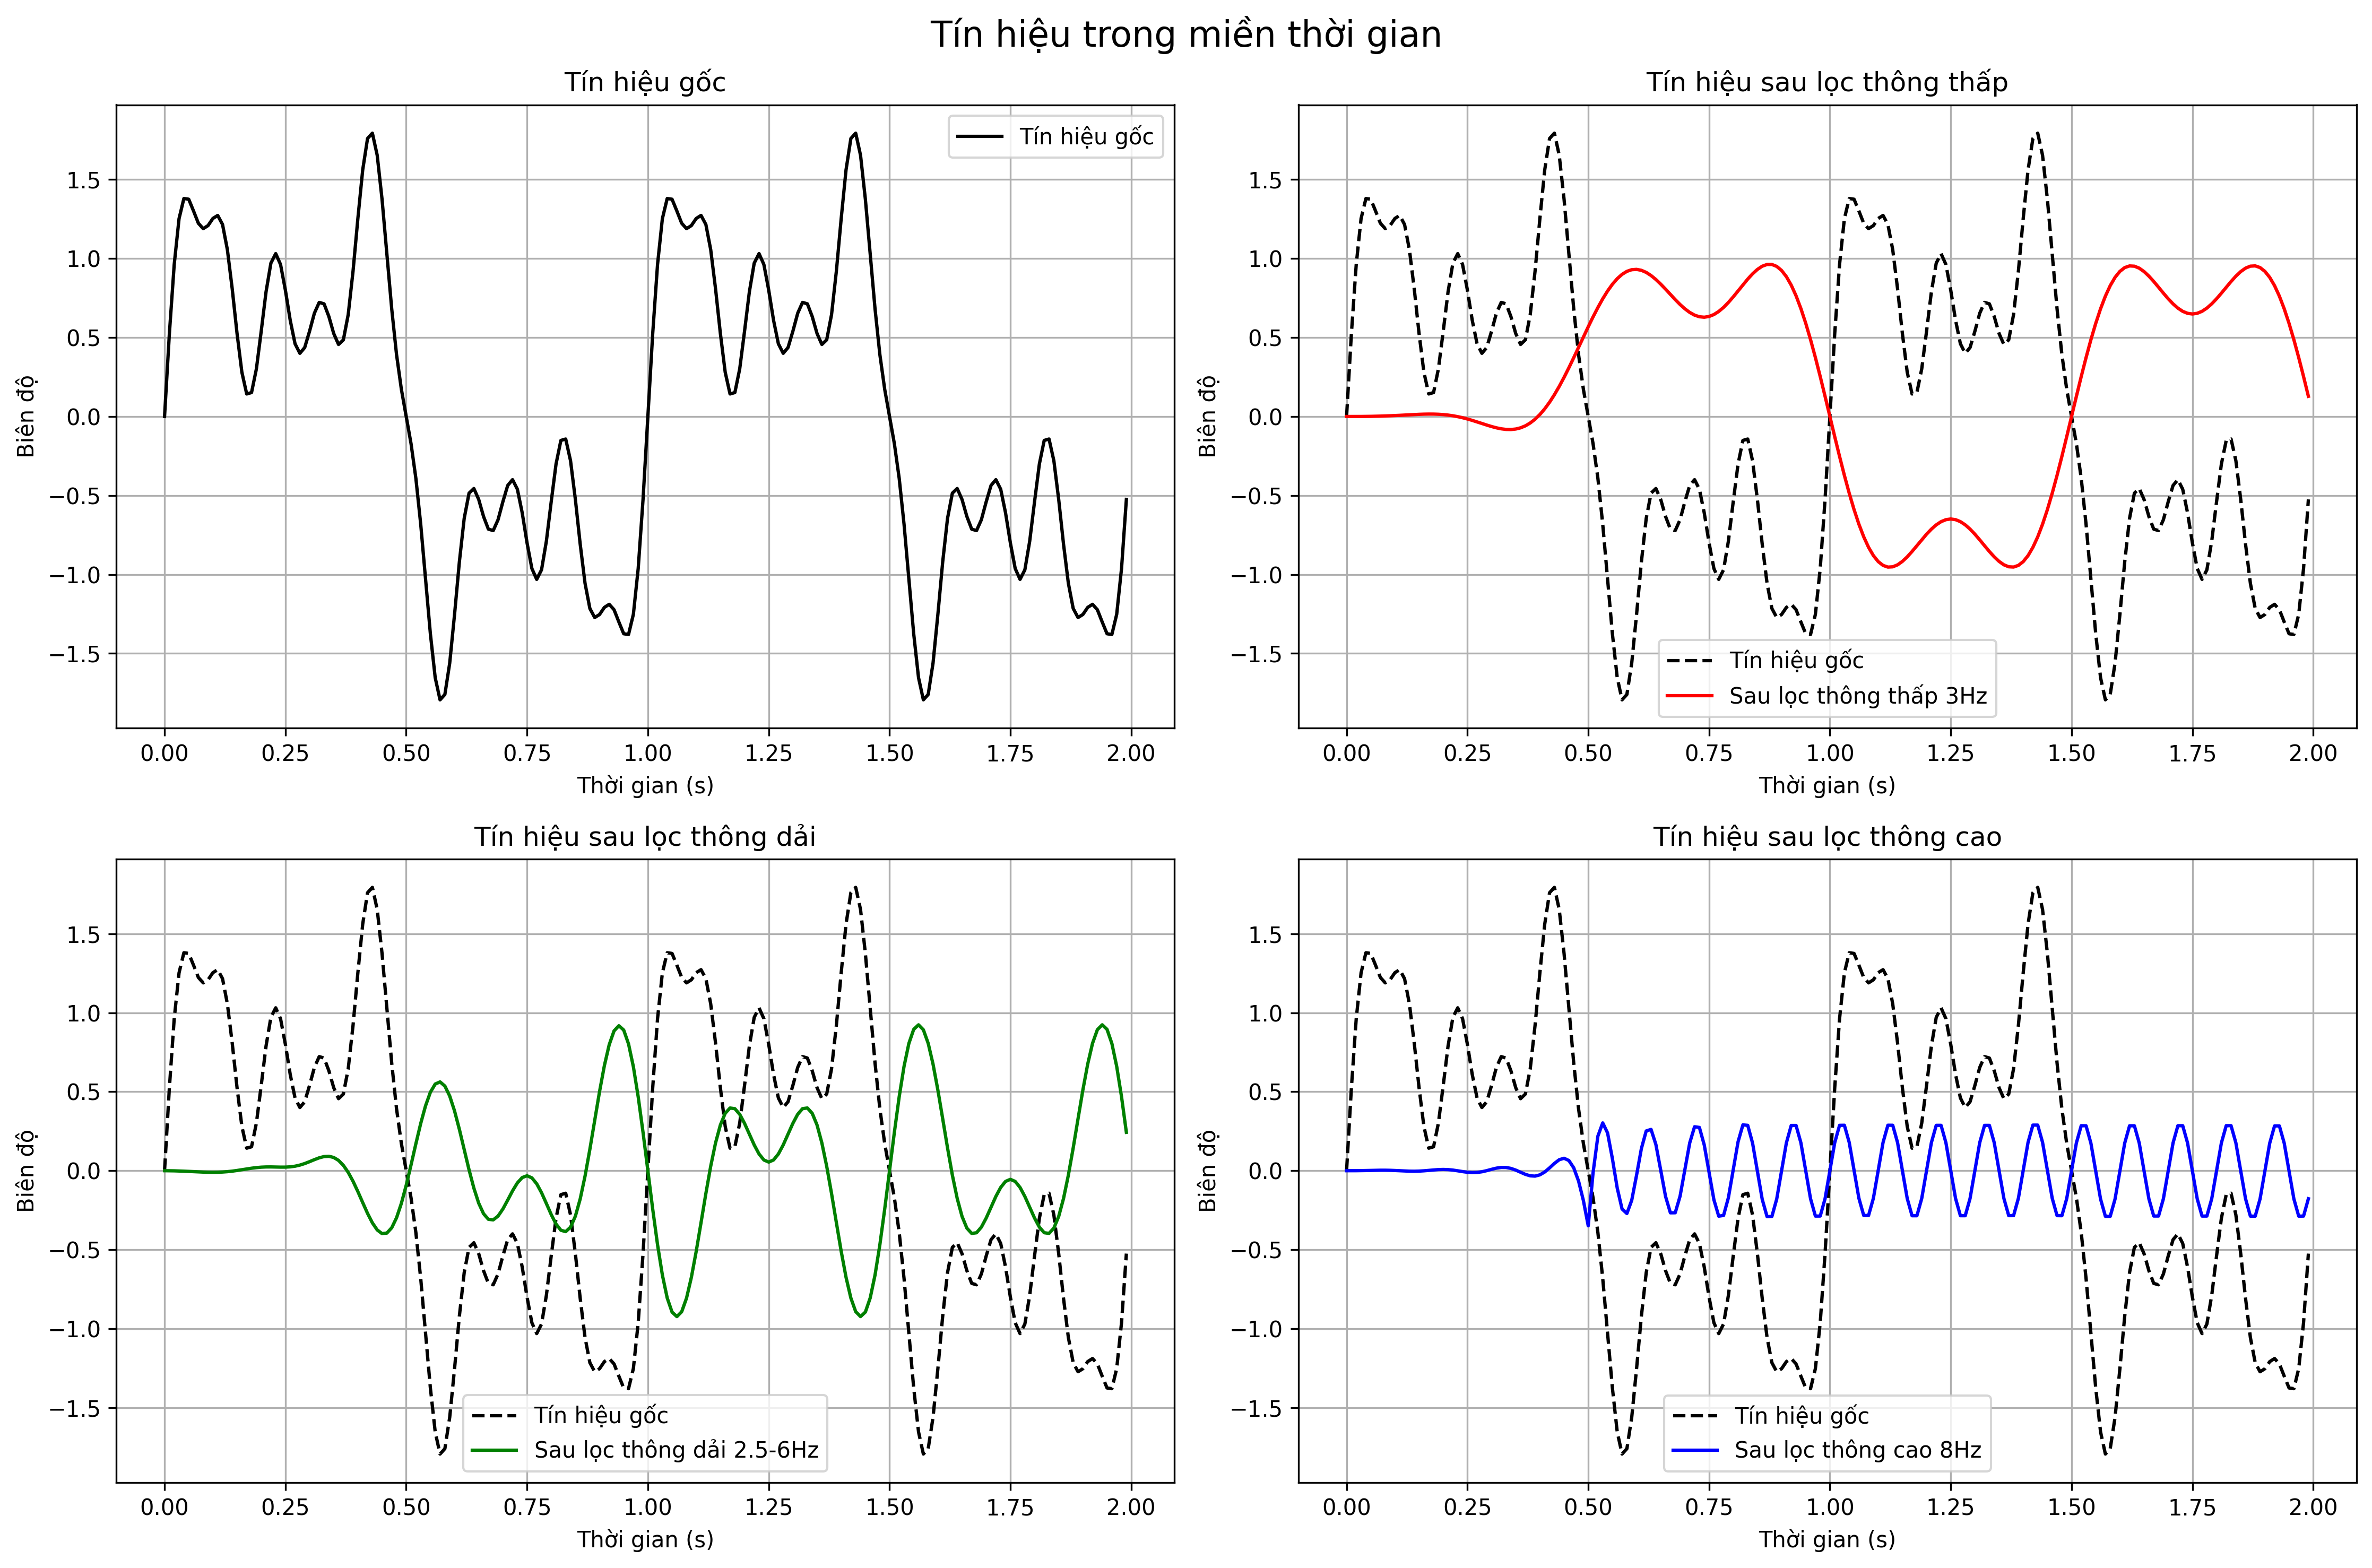 Tín hiệu trong miền thời gian
Tín hiệu gốc
Tín hiệu gốc
1.5
1.0
0.5
0.0
−0.5
−1.0
−1.5
Biên độ
0.00 0.25 0.50 0.75 1.00 1.25 1.50 1.75 2.00
Thời gian (s)
Tín hiệu sau lọc thông thấp
1.5
1.0
0.5
0.0
−0.5
−1.0
−1.5
Biên độ
Tín hiệu gốc
Sau lọc thông thấp 3Hz
0.00 0.25 0.50 0.75 1.00 1.25 1.50 1.75 2.00
Thời gian (s)
Tín hiệu sau lọc thông dải
1.5
1.0
0.5
0.0
−0.5
−1.0
−1.5
Biên độ
Tín hiệu gốc
Sau lọc thông dải 2.5-6Hz
0.00 0.25 0.50 0.75 1.00 1.25 1.50 1.75 2.00
Thời gian (s)
Tín hiệu sau lọc thông cao
1.5
1.0
0.5
0.0
−0.5
−1.0
−1.5
Biên độ
Tín hiệu gốc
Sau lọc thông cao 8Hz
0.00 0.25 0.50 0.75 1.00 1.25 1.50 1.75 2.00
Thời gian (s)